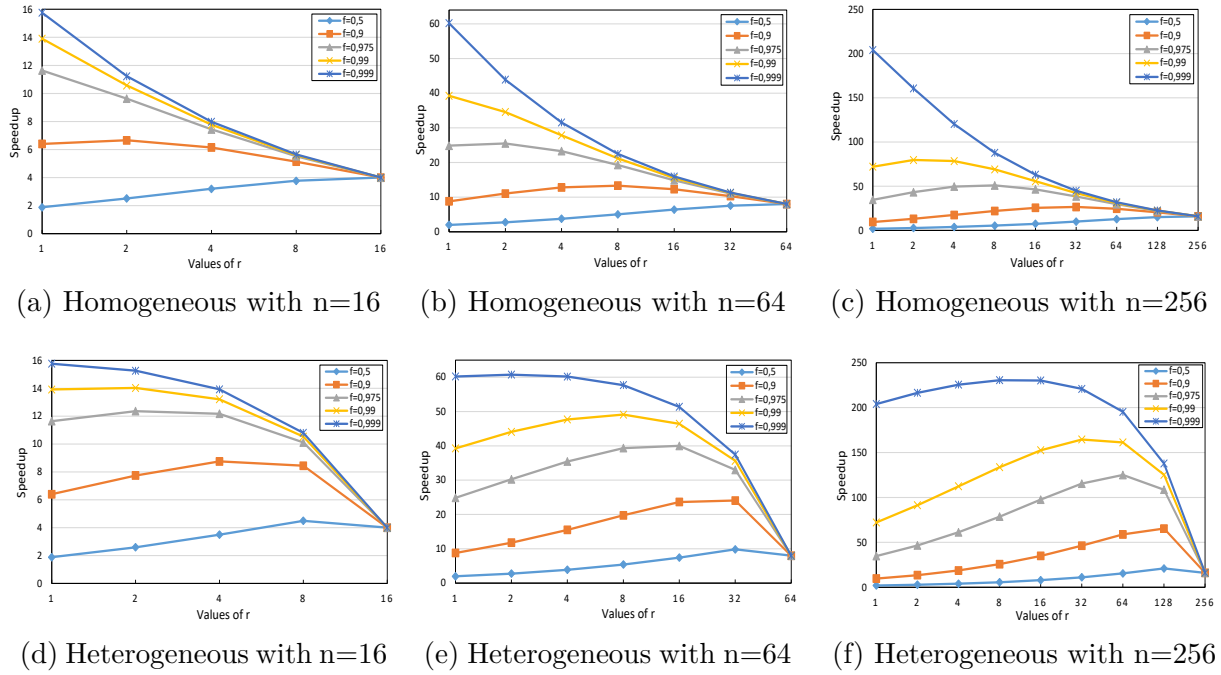 16
14
12
10
8
6
4
2
0
Speedup
f=0,5
f=0,9
f=0,975
f=0,99
f=0,999
1 2 4 8 16
Values of r
(a) Homogeneous with n=16
60
50
40
30
20
10
0
Speedup
f=0,5
f=0,9
f=0,975
f=0,99
f=0,999
1 2 4 8 16 32 64
Values of r
(b) Homogeneous with n=64
250
200
150
100
50
0
Speedup
f=0,5
f=0,9
f=0,975
f=0,99
f=0,999
1 2 4 8 16 32 64 128 256
Values of r
(c) Homogeneous with n=256
16
14
12
10
8
6
4
2
0
Speedup
f=0,5
f=0,9
f=0,975
f=0,99
f=0,999
1 2 4 8 16
Values of r
(d) Heterogeneous with n=16
60
50
40
30
20
10
0
Speedup
f=0,5
f=0,9
f=0,975
f=0,99
f=0,999
1 2 4 8 16 32 64
Values of r
(e) Heterogeneous with n=64
250
200
150
100
50
0
Speedup
f=0,5
f=0,9
f=0,975
f=0,99
f=0,999
1 2 4 8 16 32 64 128 256
Values of r
(f) Heterogeneous with n=256